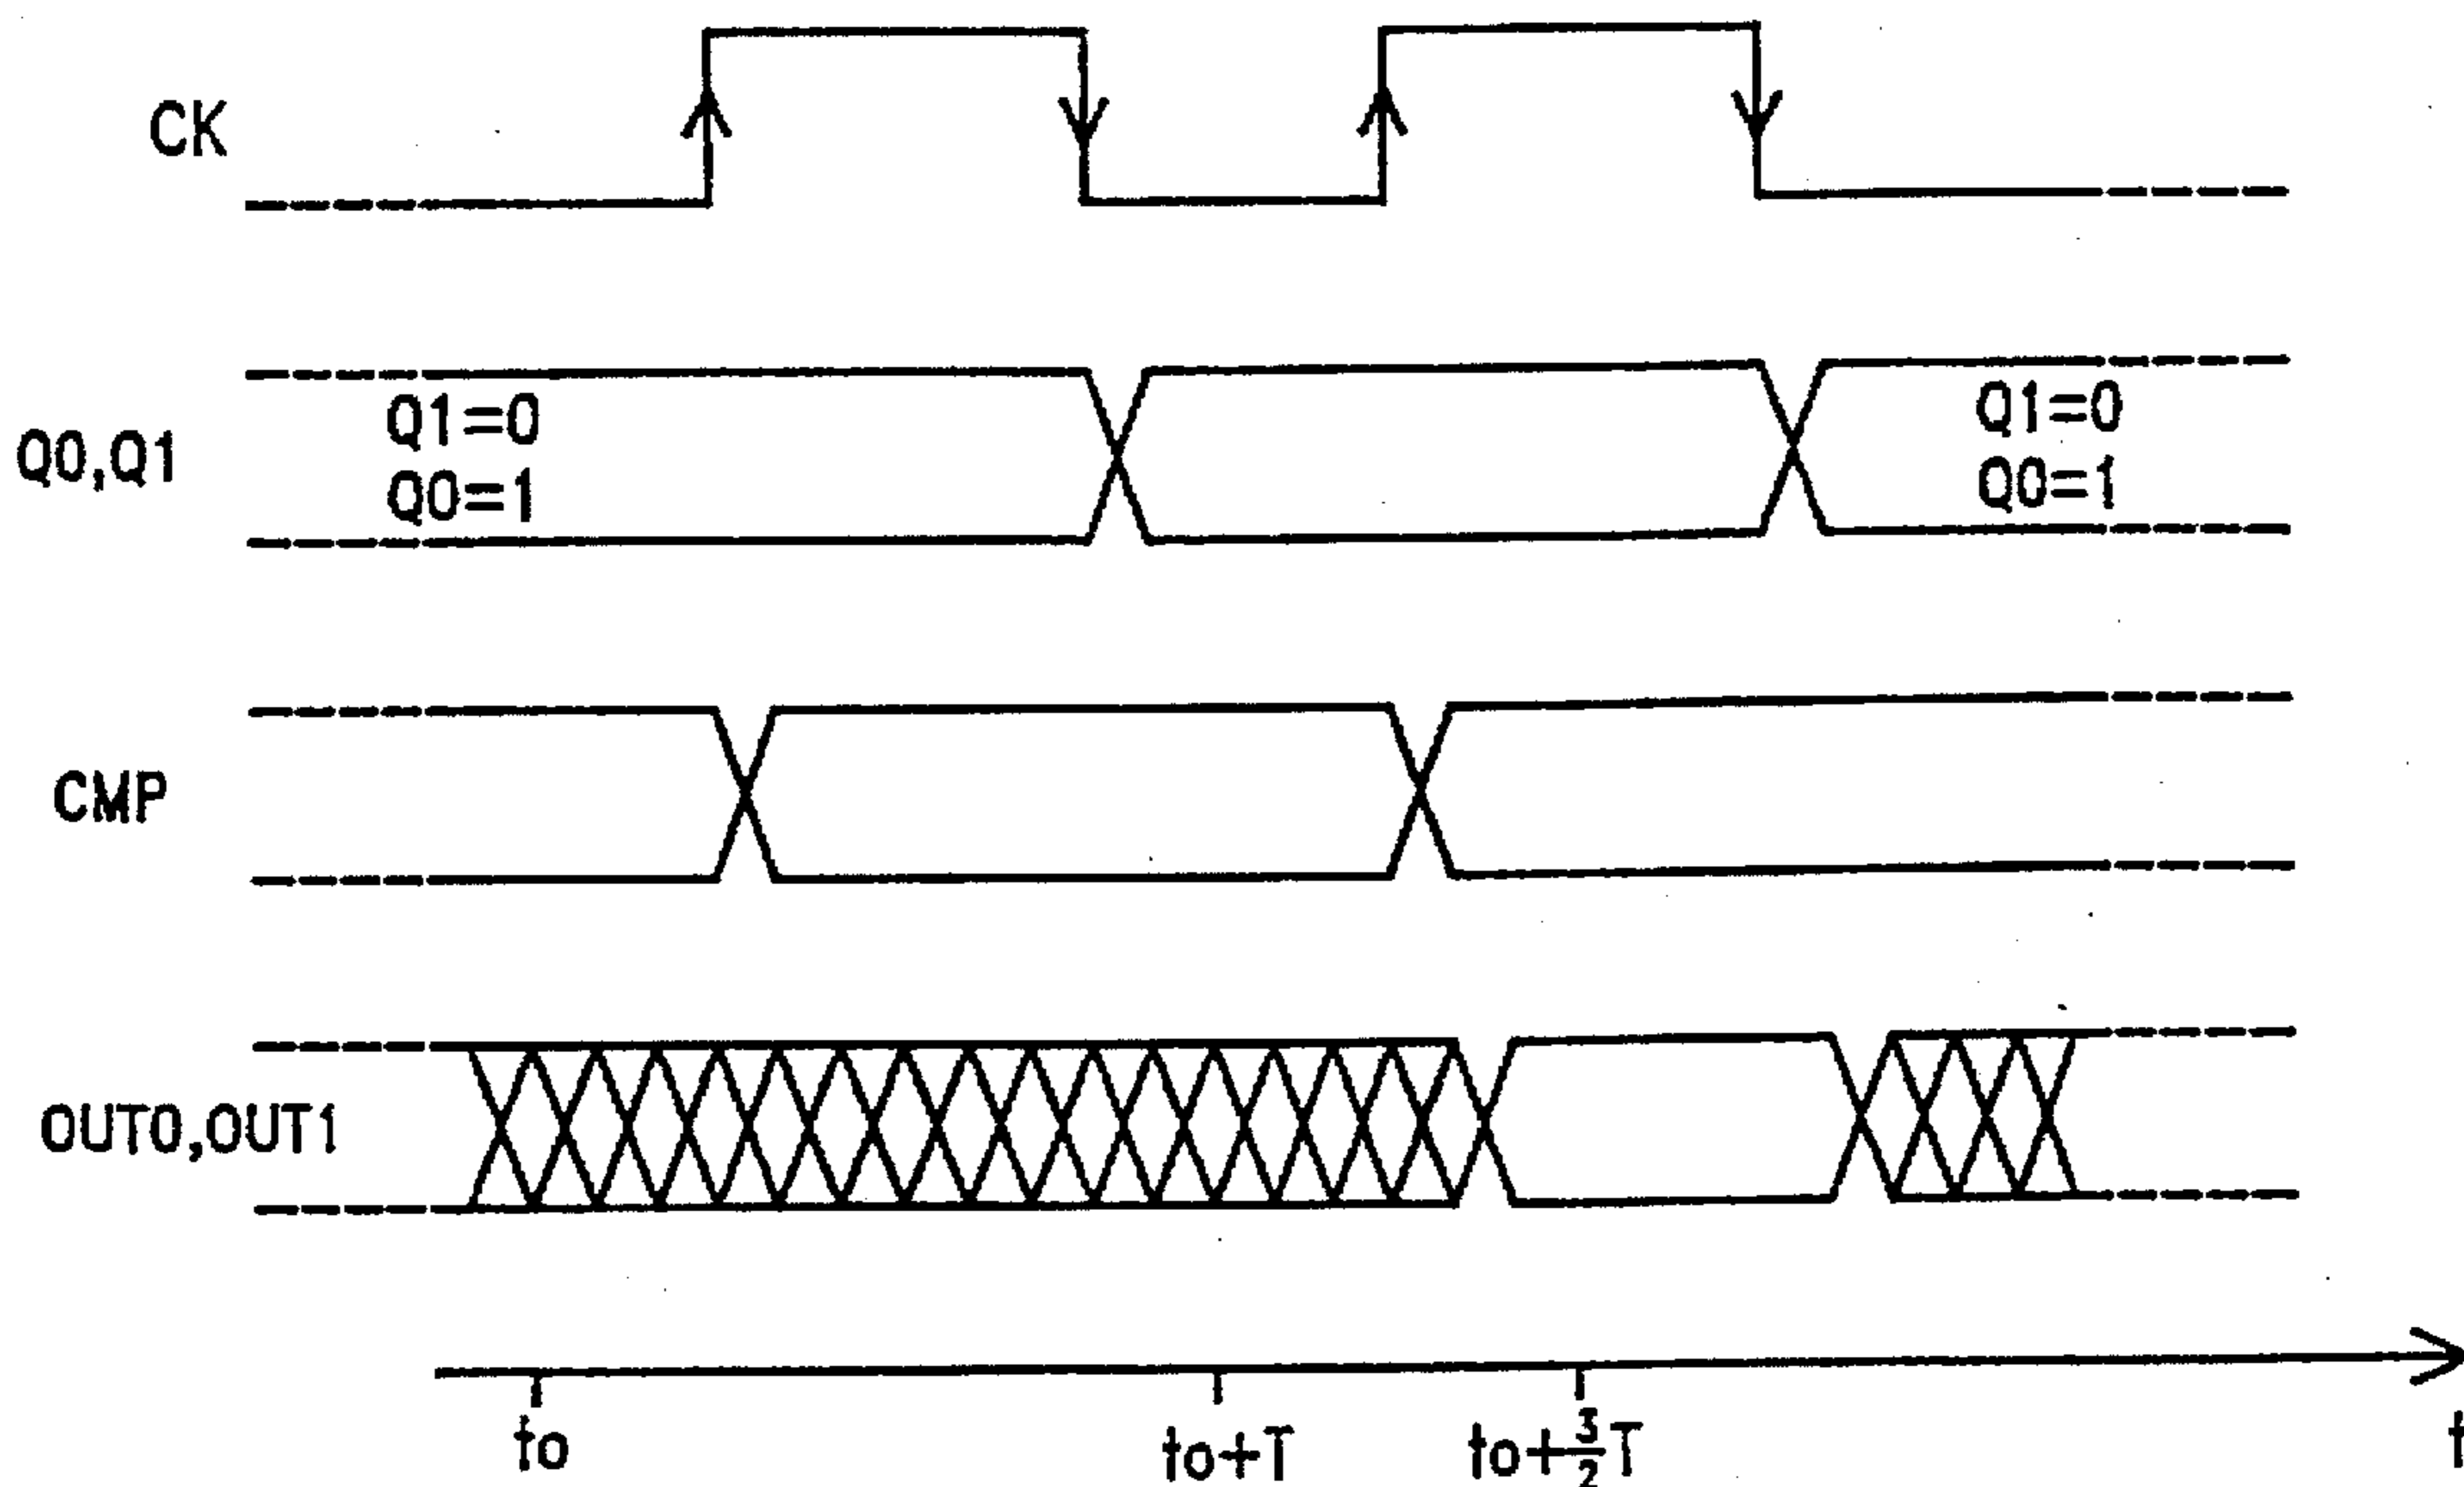 CK
Q0,Q1
Q1=0
Q0=1
Q1=0
Q0=1
CMP
OUT0,OUT1
to
to+T
to+3/2T
t